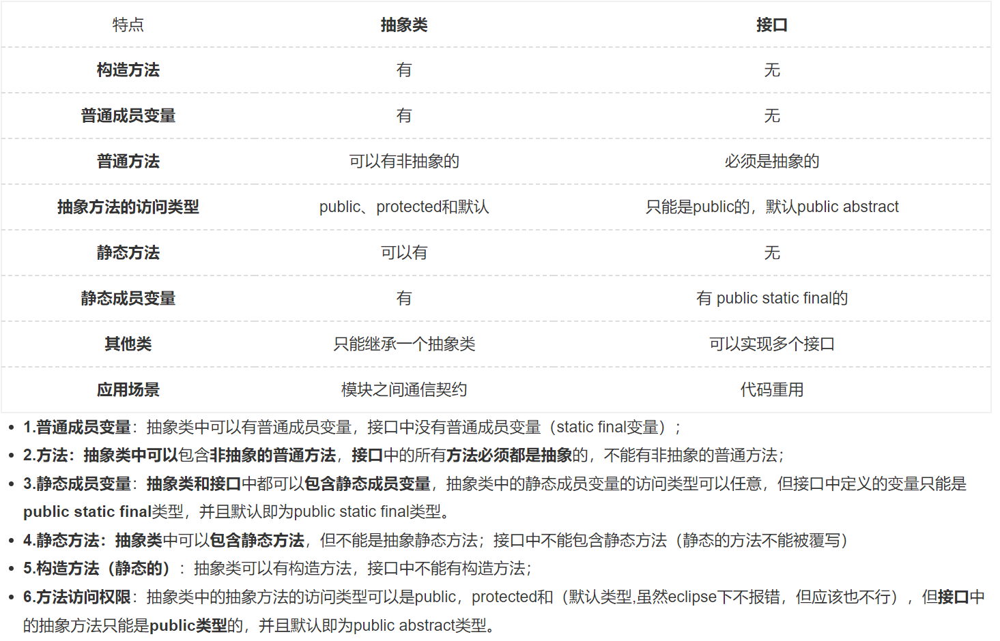 特点 抽象类 接口
构造方法 有 无
普通成员变量 有 无
普通方法 可以有非抽象的 必须是抽象的
抽象方法的访问类型 public、protected和默认 只能是public的，默认public abstract
静态方法 可以有 无
静态成员变量 有 有 public static final的
其他类 只能继承一个抽象类 可以实现多个接口
应用场景 模块之间通信契约 代码重用
• 1.普通成员变量：抽象类中可以有普通成员变量，接口中没有普通成员变量（static final变量）；
• 2.方法：抽象类中可以包含非抽象的普通方法，接口中的所有方法必须都是抽象的，不能有非抽象的普通方法；
• 3.静态成员变量：抽象类和接口中都可以包含静态成员变量，抽象类中的静态成员变量的访问类型可以任意，但接口中定义的变量只能是
public static final类型，并且默认即为public static final类型。
• 4.静态方法：抽象类中可以包含静态方法，但不能是抽象静态方法；接口中不能包含静态方法（静态的方法不能被覆写）
• 5.构造方法（静态的）：抽象类可以有构造方法，接口中不能有构造方法；
• 6.方法访问权限：抽象类中的抽象方法的访问类型可以是public，protected和（默认类型,虽然eclipse下不报错，但应该也不行），但接口中
的抽象方法只能是public类型的，并且默认即为public abstract类型。